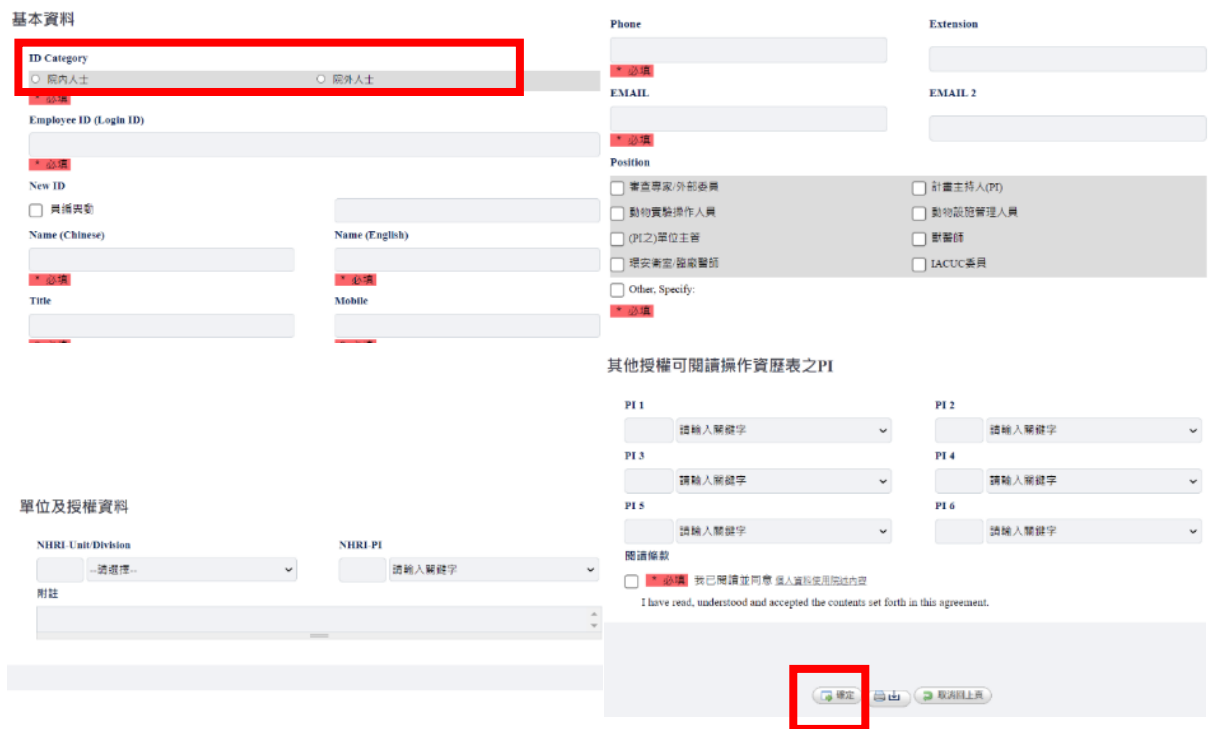 基本資料
ID Category
院內人士 院外人士
* 必填
Employee ID (Login ID)
* 必填
New ID
員編異動
Name (Chinese) Name (English)
* 必填 * 必填
Title Mobile
* 必填 * 必填
單位及授權資料
NHRI-Unit/Division NHRI-PI
--請選擇-- 請輸入關鍵字
附註
Phone Extension
* 必填
EMAIL EMAIL 2
* 必填
Position
審查專家/外部委員 計畫主持人(PI)
動物實驗操作人員 動物設施管理人員
(PI之)單位主管 獸醫師
環安衛室/臨廠醫師 IACUC委員
Other, Specify:
* 必填
其他授權可閱讀操作資歷表之PI
PI 1 PI 2
請輸入關鍵字 請輸入關鍵字
PI 3 PI 4
請輸入關鍵字 請輸入關鍵字
PI 5 PI 6
請輸入關鍵字 請輸入關鍵字
閱讀條款
* 必填 我已閱讀並同意 個人資料使用陳述內容
I have read, understood and accepted the contents set forth in this agreement.
確定 取消回上頁